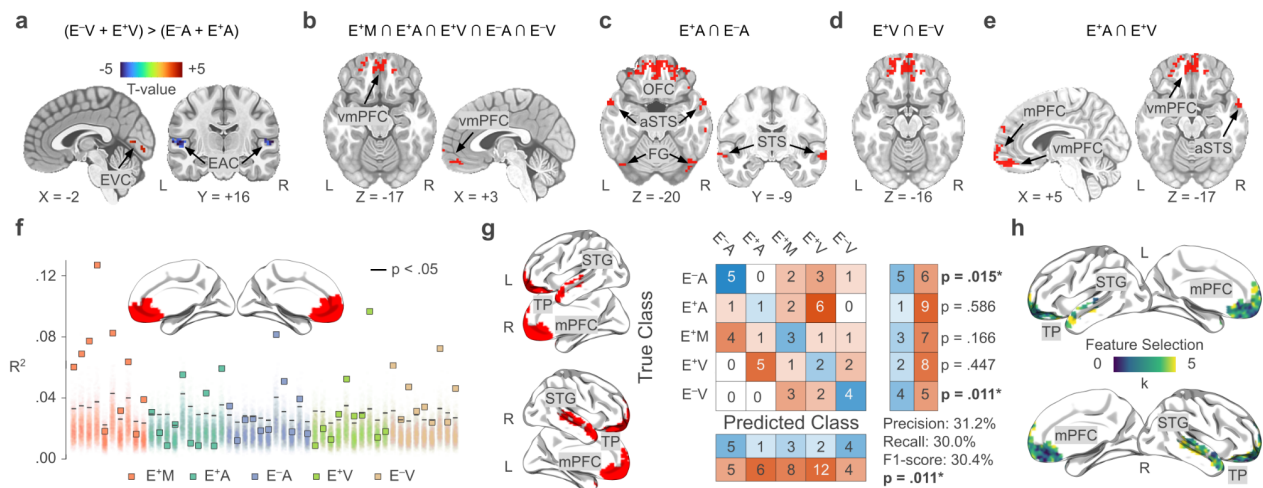 a
(E⁻V + E⁺V) > (E⁻A + E⁺A)
-5
+5
T-value
EVC
EAC
L
R
X = -2
Y = +16
b
E⁺M ∩ E⁺A ∩ E⁺V ∩ E⁻A ∩ E⁻V
vmPFC
vmPFC
L
R
Z = -17
X = +3
c
E⁺A ∩ E⁻A
OFC
aSTS
FG
STS
L
R
Z = -20
Y = -9
d
E⁺V ∩ E⁻V
L
R
Z = -16
e
E⁺A ∩ E⁺V
mPFC
vmPFC
vmPFC
aSTS
L
R
X = +5
Z = -17
f
p < .05
R²
.12
.08
.04
.00
E⁺M
E⁺A
E⁻A
E⁺V
E⁻V
g
L
STG
TP
R
mPFC
STG
R
TP
L
mPFC
E⁻A E⁺A E⁺M E⁺V E⁻V
True Class
E⁻A 5 0 2 3 1 5 6 p = .015*
E⁺A 1 1 2 6 0 1 9 p = .586
E⁺M 4 1 3 1 1 3 7 p = .166
E⁺V 0 5 1 2 2 2 8 p = .447
E⁻V 0 0 3 2 4 4 5 p = .011*
Predicted Class
5 1 3 2 4
5 6 8 12 4
Precision: 31.2%
Recall: 30.0%
F1-score: 30.4%
p = .011*
h
L
STG
mPFC
TP
Feature Selection
0
5
k
mPFC
STG
R
TP